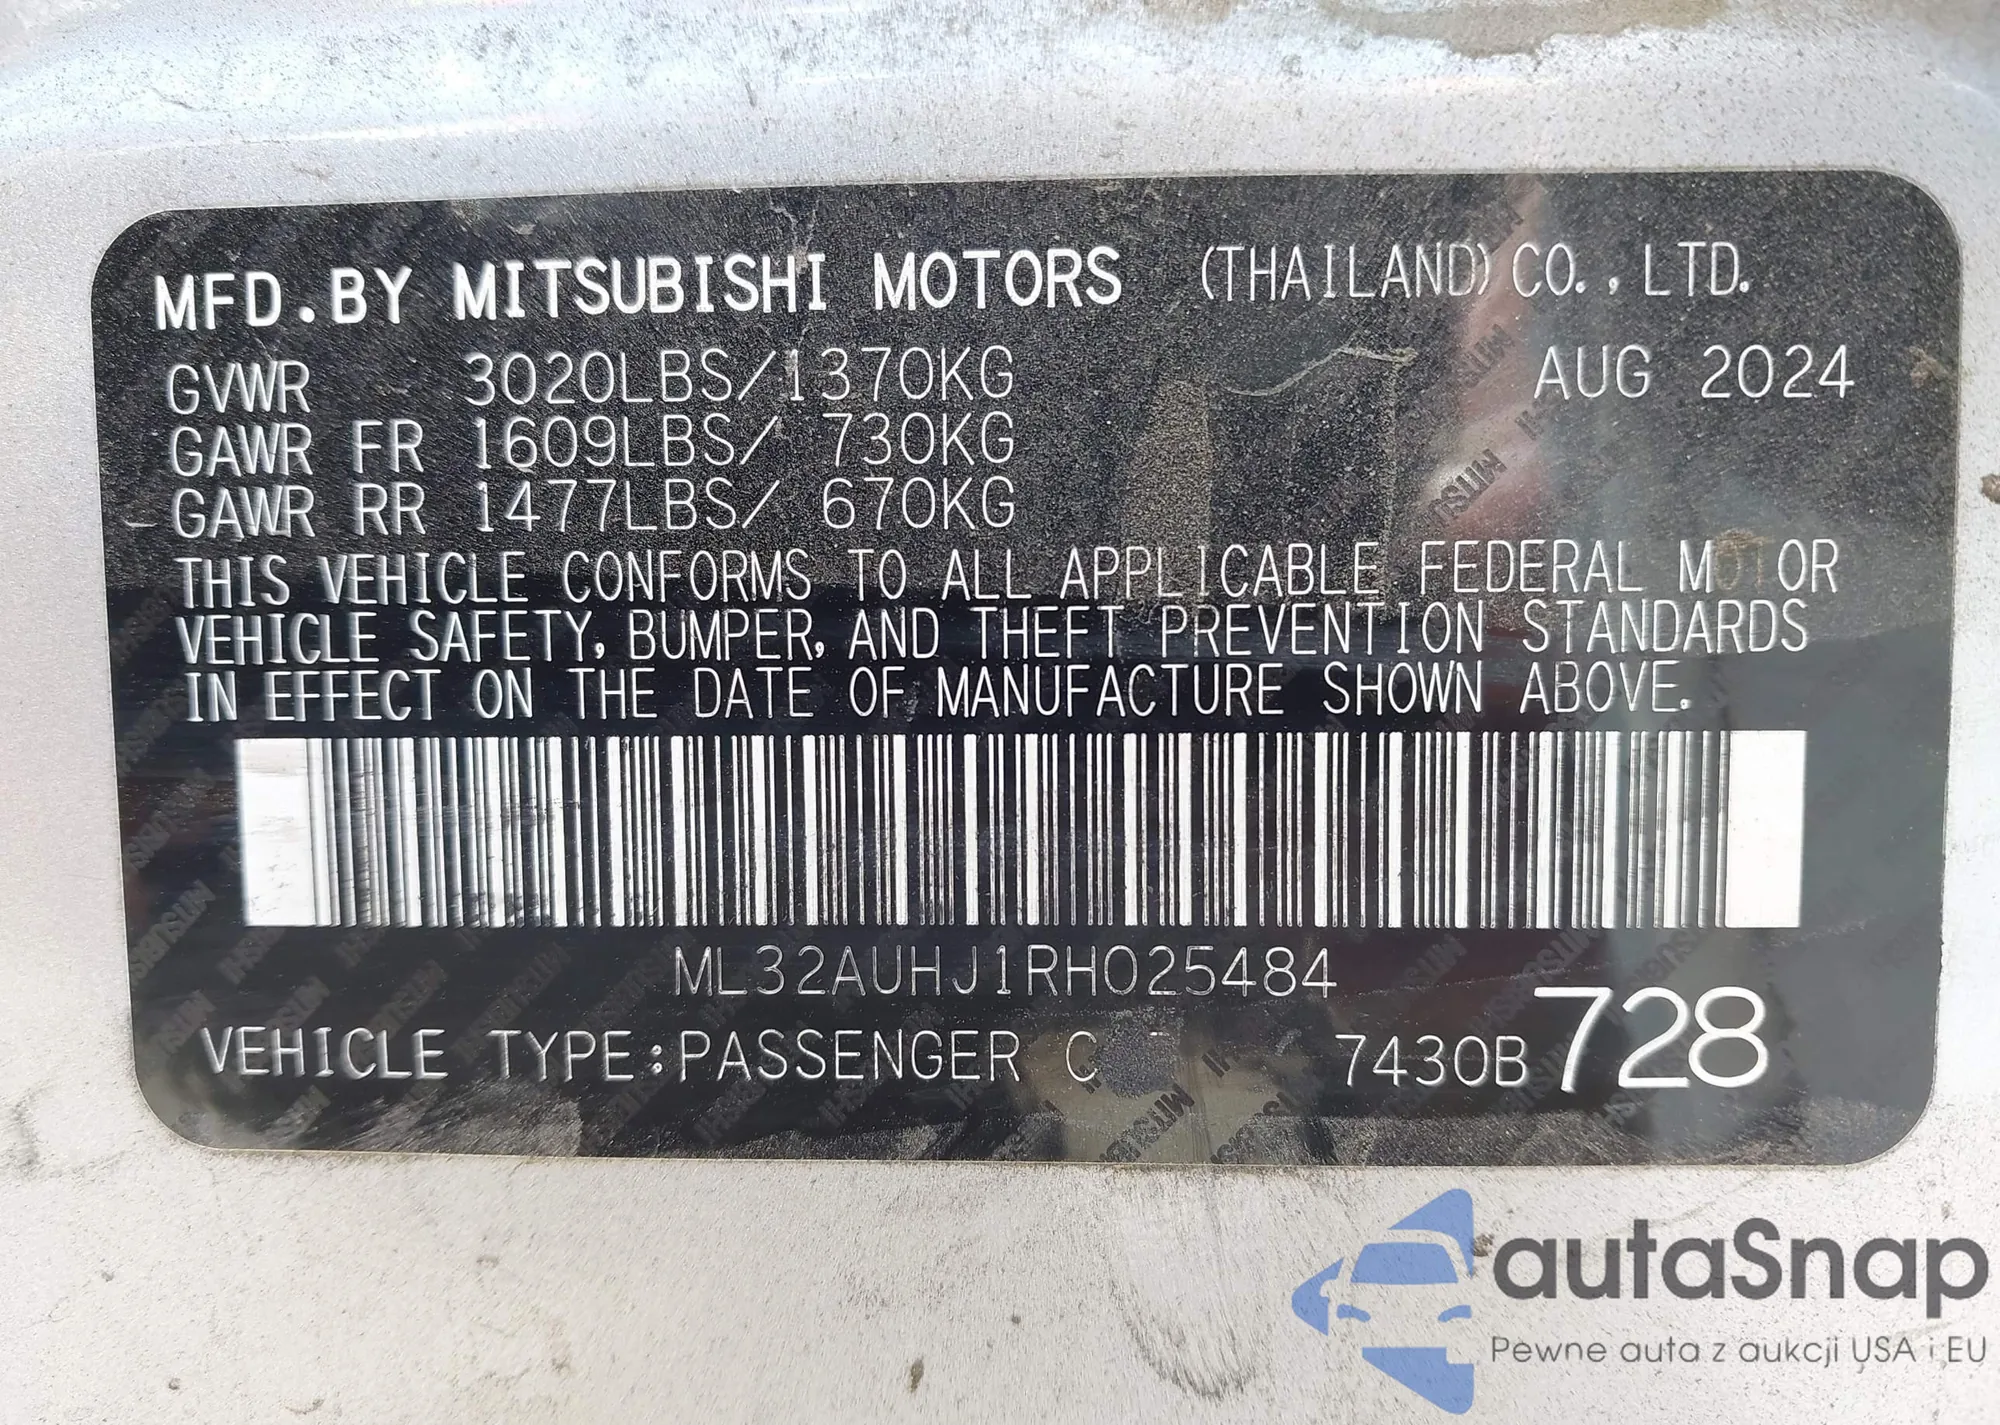 MFD.BY MITSUBISHI MOTORS (THAILAND) CO., LTD.
GVWR 3020LBS/1370KG AUG 2024
GAWR FR 1609LBS/ 730KG
GAWR RR 1477LBS/ 670KG
THIS VEHICLE CONFORMS TO ALL APPLICABLE FEDERAL MOTOR
VEHICLE SAFETY, BUMPER, AND THEFT PREVENTION STANDARDS
IN EFFECT ON THE DATE OF MANUFACTURE SHOWN ABOVE.
ML32AUHJ1RH025484
VEHICLE TYPE:PASSENGER 7430B 728
autaSnap
Pewne auta z aukcji USA i EU